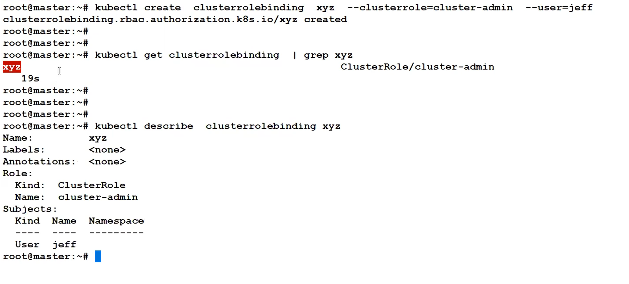 root@master:~# kubectl create  clusterrolebinding  xyz  --clusterrole=cluster-admin  --user=jeff
clusterrolebinding.rbac.authorization.k8s.io/xyz created
root@master:~#
root@master:~#
root@master:~# kubectl get clusterrolebinding  | grep xyz
xyz                                                    ClusterRole/cluster-admin
   19s
root@master:~#
root@master:~#
root@master:~#
root@master:~# kubectl describe  clusterrolebinding xyz
Name:         xyz
Labels:       <none>
Annotations:  <none>
Role:
  Kind:  ClusterRole
  Name:  cluster-admin
Subjects:
  Kind  Name  Namespace
  ----  ----  ---------
  User  jeff
root@master:~#